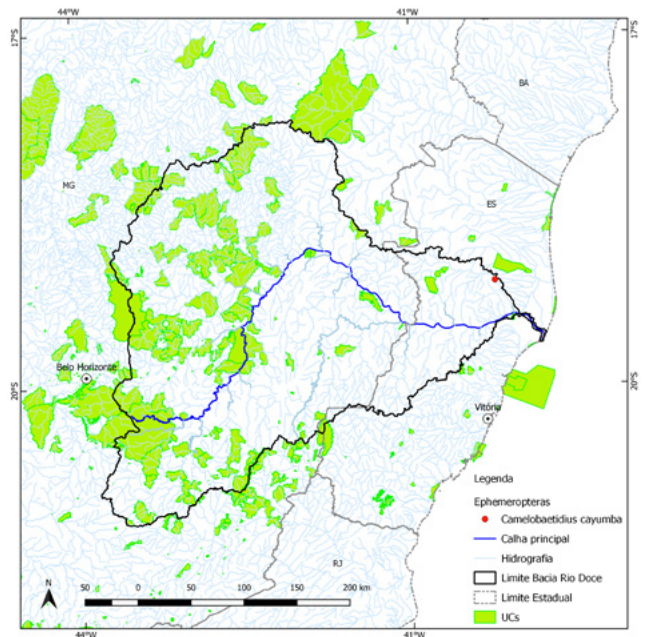 44°W
41°W
17°S
17°S
BA
MG
ES
Belo Horizonte
20°S
20°S
Vitória
Legenda
Ephemeropteras
Camelobaetidius cayumba
Calha principal
Hidrografia
Limite Bacia Rio Doce
Limite Estadual
UCs
RJ
N
50 0 50 100 150 200 km
44°W
41°W